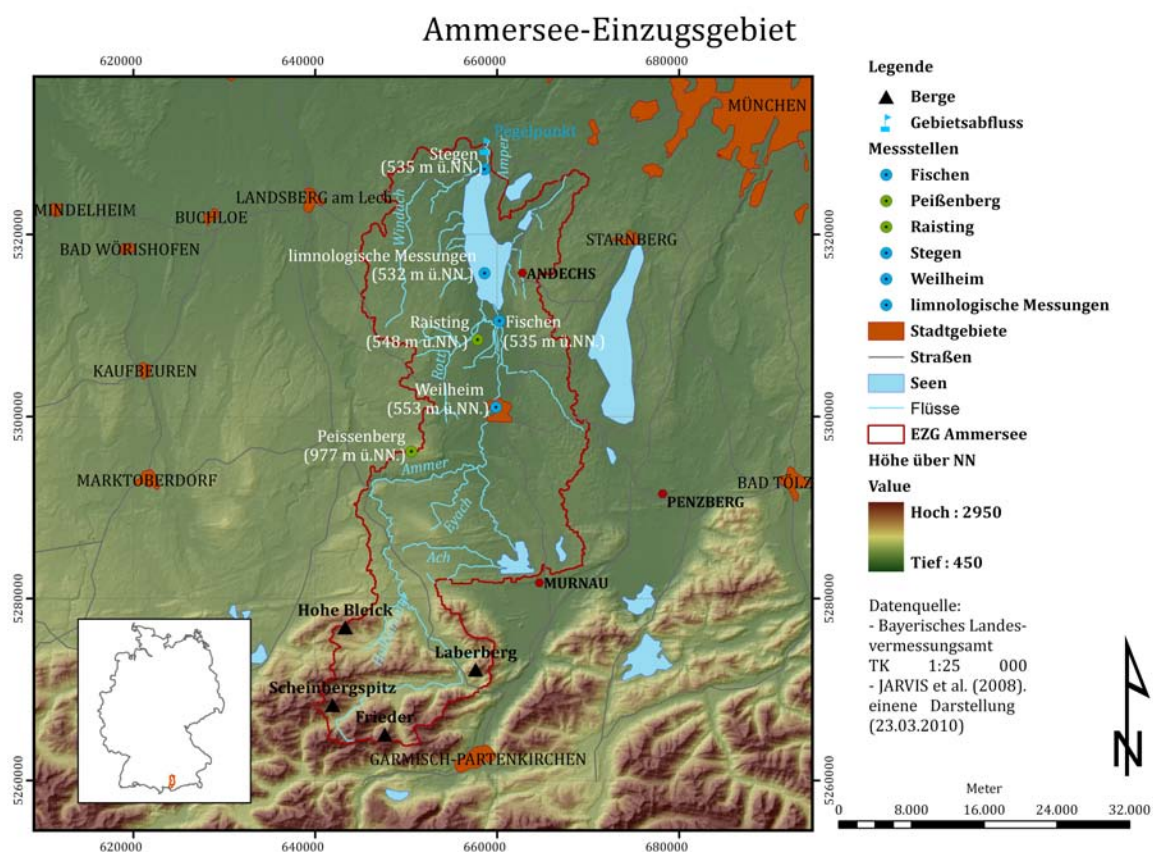 Ammersee-Einzugsgebiet
620000
640000
660000
680000
MÜNCHEN
Pegelpunkt
Stegen
(535 m ü.NN.)
Amper
LANDSBERG am Lech
MINDELHEIM
BUCHLOE
Windach
BAD WÖRISHOFEN
STARNBERG
limnologische Messungen
(532 m ü.NN.)
ANDECHS
Raisting
(548 m ü.NN.)
Fischen
(535 m ü.NN.)
Rott
KAUFBEUREN
Weilheim
(553 m ü.NN.)
Peissenberg
(977 m ü.NN.)
Ammer
MARKTOBERDORF
BAD TÖLZ
PENZBERG
Eyach
Ach
MURNAU
Hohe Bleick
Laberberg
Scheinbergspitz
Frieder
GARMISCH-PARTENKIRCHEN
5320000
5300000
5280000
5260000
5320000
5300000
5280000
5260000
620000
640000
660000
680000
Legende
Berge
Gebietsabfluss
Messstellen
Fischen
Peißenberg
Raisting
Stegen
Weilheim
limnologische Messungen
Stadtgebiete
Straßen
Seen
Flüsse
EZG Ammersee
Höhe über NN
Value
Hoch : 2950
Tief : 450
Datenquelle:
- Bayerisches Landes-
vermessungsamt
TK 1:25 000
- JARVIS et al. (2008).
einene Darstellung
(23.03.2010)
N
Meter
0
8.000
16.000
24.000
32.000